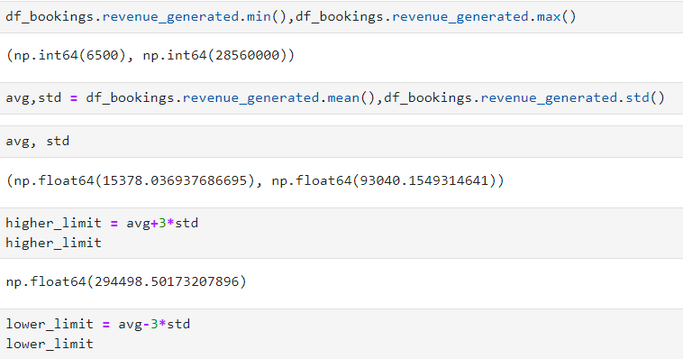 df_bookings.revenue_generated.min(),df_bookings.revenue_generated.max()
(np.int64(6500), np.int64(28560000))
avg,std = df_bookings.revenue_generated.mean(),df_bookings.revenue_generated.std()
avg, std
(np.float64(15378.036937686695), np.float64(93040.1549314641))
higher_limit = avg+3*std
higher_limit
np.float64(294498.50173207896)
lower_limit = avg-3*std
lower_limit